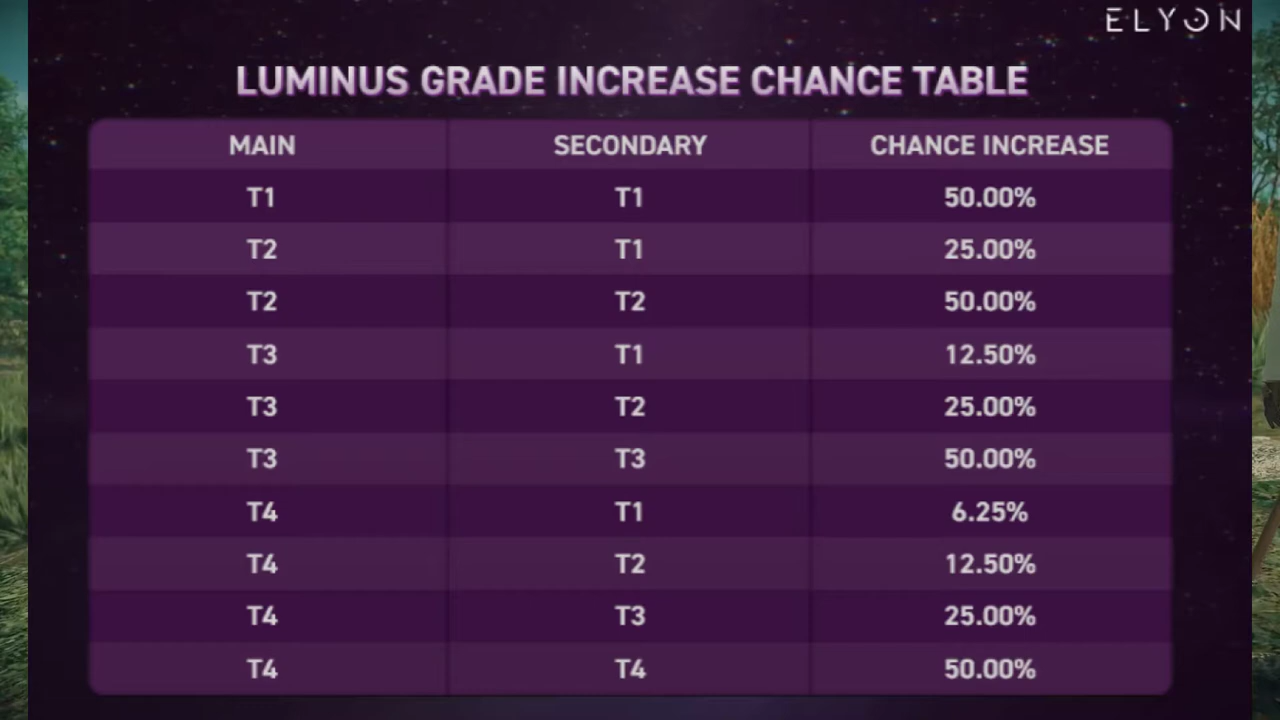 ELYON
LUMINUS GRADE INCREASE CHANCE TABLE
MAIN SECONDARY CHANCE INCREASE
T1 T1 50.00%
T2 T1 25.00%
T2 T2 50.00%
T3 T1 12.50%
T3 T2 25.00%
T3 T3 50.00%
T4 T1 6.25%
T4 T2 12.50%
T4 T3 25.00%
T4 T4 50.00%